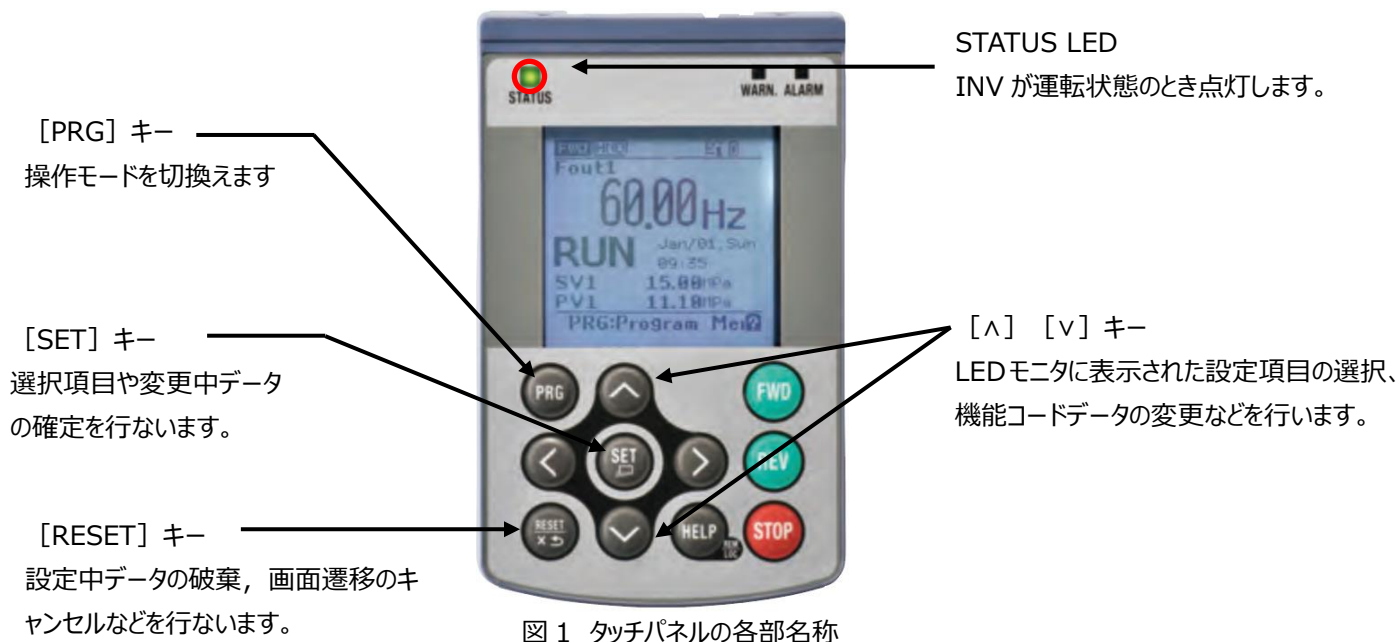 STATUS LED
INV が運転状態のとき点灯します。
STATUS
WARN. ALARM
［PRG］キー
操作モードを切換えます
Fout1
60.00Hz
RUN
Jan/01,Sun
09:35
SV1 15.00MPa
PV1 11.10MPa
PRG:Program
［SET］キー
選択項目や変更中データ
の確定を行ないます。
［∧］［∨］キー
LEDモニタに表示された設定項目の選択、
機能コードデータの変更などを行います。
PRG
FWD
SET
REV
RESET
HELP
REM
LOC
STOP
［RESET］キー
設定中データの破棄，画面遷移のキ
ャンセルなどを行ないます。
図 1 タッチパネルの各部名称